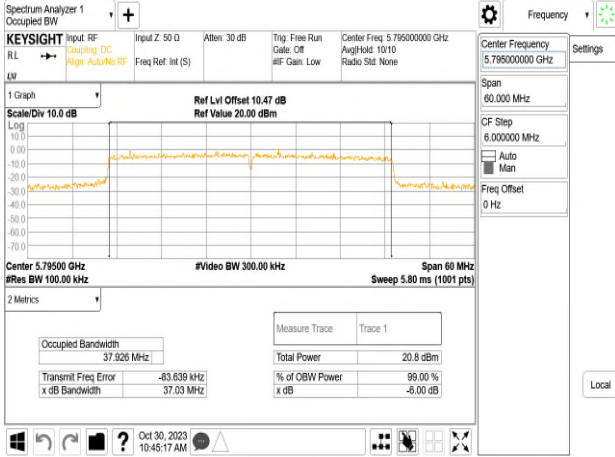 Spectrum Analyzer 1
Occupied BW
Frequency
KEYSIGHT
Input: RF
Input Z: 50 Ω
Atten: 30 dB
Trig: Free Run
Center Freq: 5.795000000 GHz
RL
Coupling: DC
Gate: Off
Avg|Hold: 10/10
Align: Auto/No RF
Freq Ref: Int (S)
#IF Gain: Low
Radio Std: None
Center Frequency
5.795000000 GHz
Settings
Span
60.000 MHz
CF Step
6.000000 MHz
Auto
Man
Freq Offset
0 Hz
1 Graph
Ref Lvl Offset 10.47 dB
Scale/Div 10.0 dB
Ref Value 20.00 dBm
Log
10.0
0.00
-10.0
-20.0
-30.0
-40.0
-50.0
-60.0
-70.0
Center 5.79500 GHz
#Video BW 300.00 kHz
Span 60 MHz
#Res BW 100.00 kHz
Sweep 5.80 ms (1001 pts)
2 Metrics
Measure Trace
Trace 1
Occupied Bandwidth
37.926 MHz
Total Power
20.8 dBm
Transmit Freq Error
-83.639 kHz
% of OBW Power
99.00 %
x dB Bandwidth
37.03 MHz
x dB
-6.00 dB
Local
Oct 30, 2023
10:45:17 AM